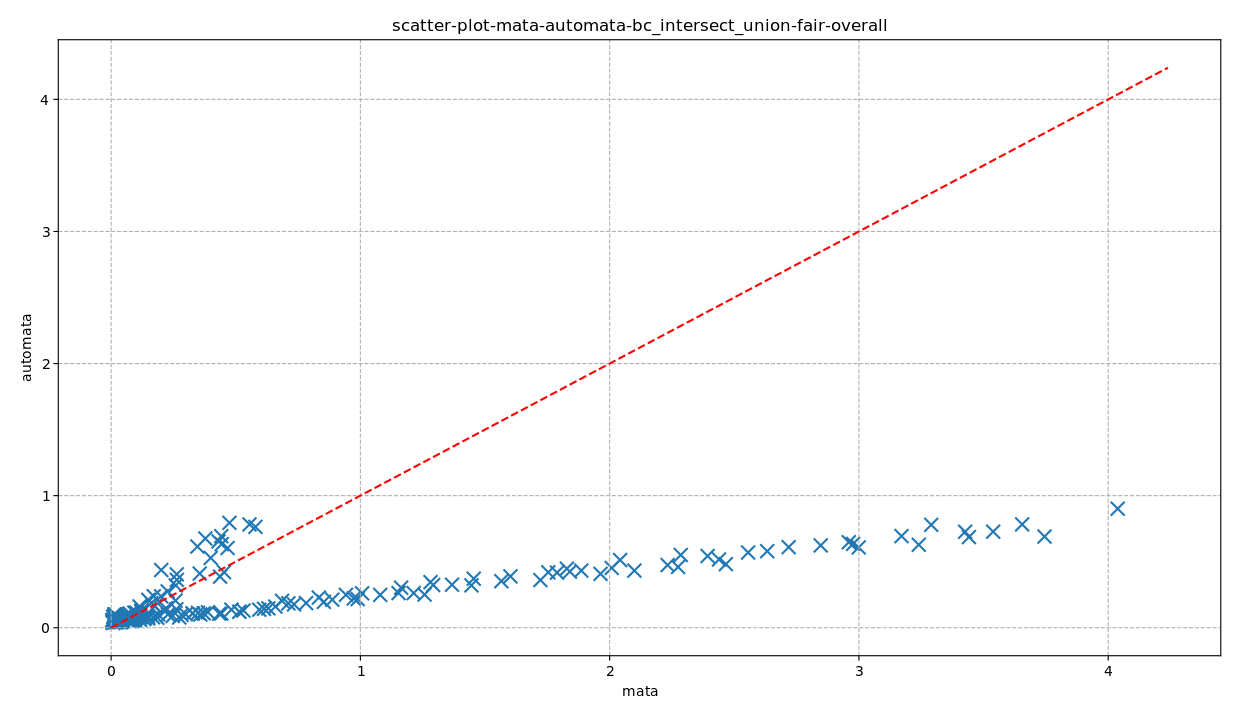 scatter-plot-mata-automata-bc_intersect_union-fair-overall
automata
4
3
2
1
0
0 1 2 3 4
mata